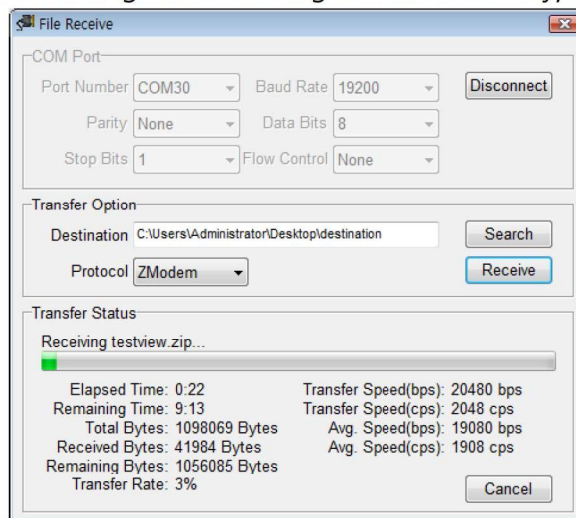 File Receive
COM Port
Port Number COM30 Baud Rate 19200 Disconnect
Parity None Data Bits 8
Stop Bits 1 Flow Control None
Transfer Option
Destination C:\Users\Administrator\Desktop\destination Search
Protocol ZModem Receive
Transfer Status
Receiving testview.zip...
Elapsed Time: 0:22 Transfer Speed(bps): 20480 bps
Remaining Time: 9:13 Transfer Speed(cps): 2048 cps
Total Bytes: 1098069 Bytes Avg. Speed(bps): 19080 bps
Received Bytes: 41984 Bytes Avg. Speed(cps): 1908 cps
Remaining Bytes: 1056085 Bytes
Transfer Rate: 3% Cancel